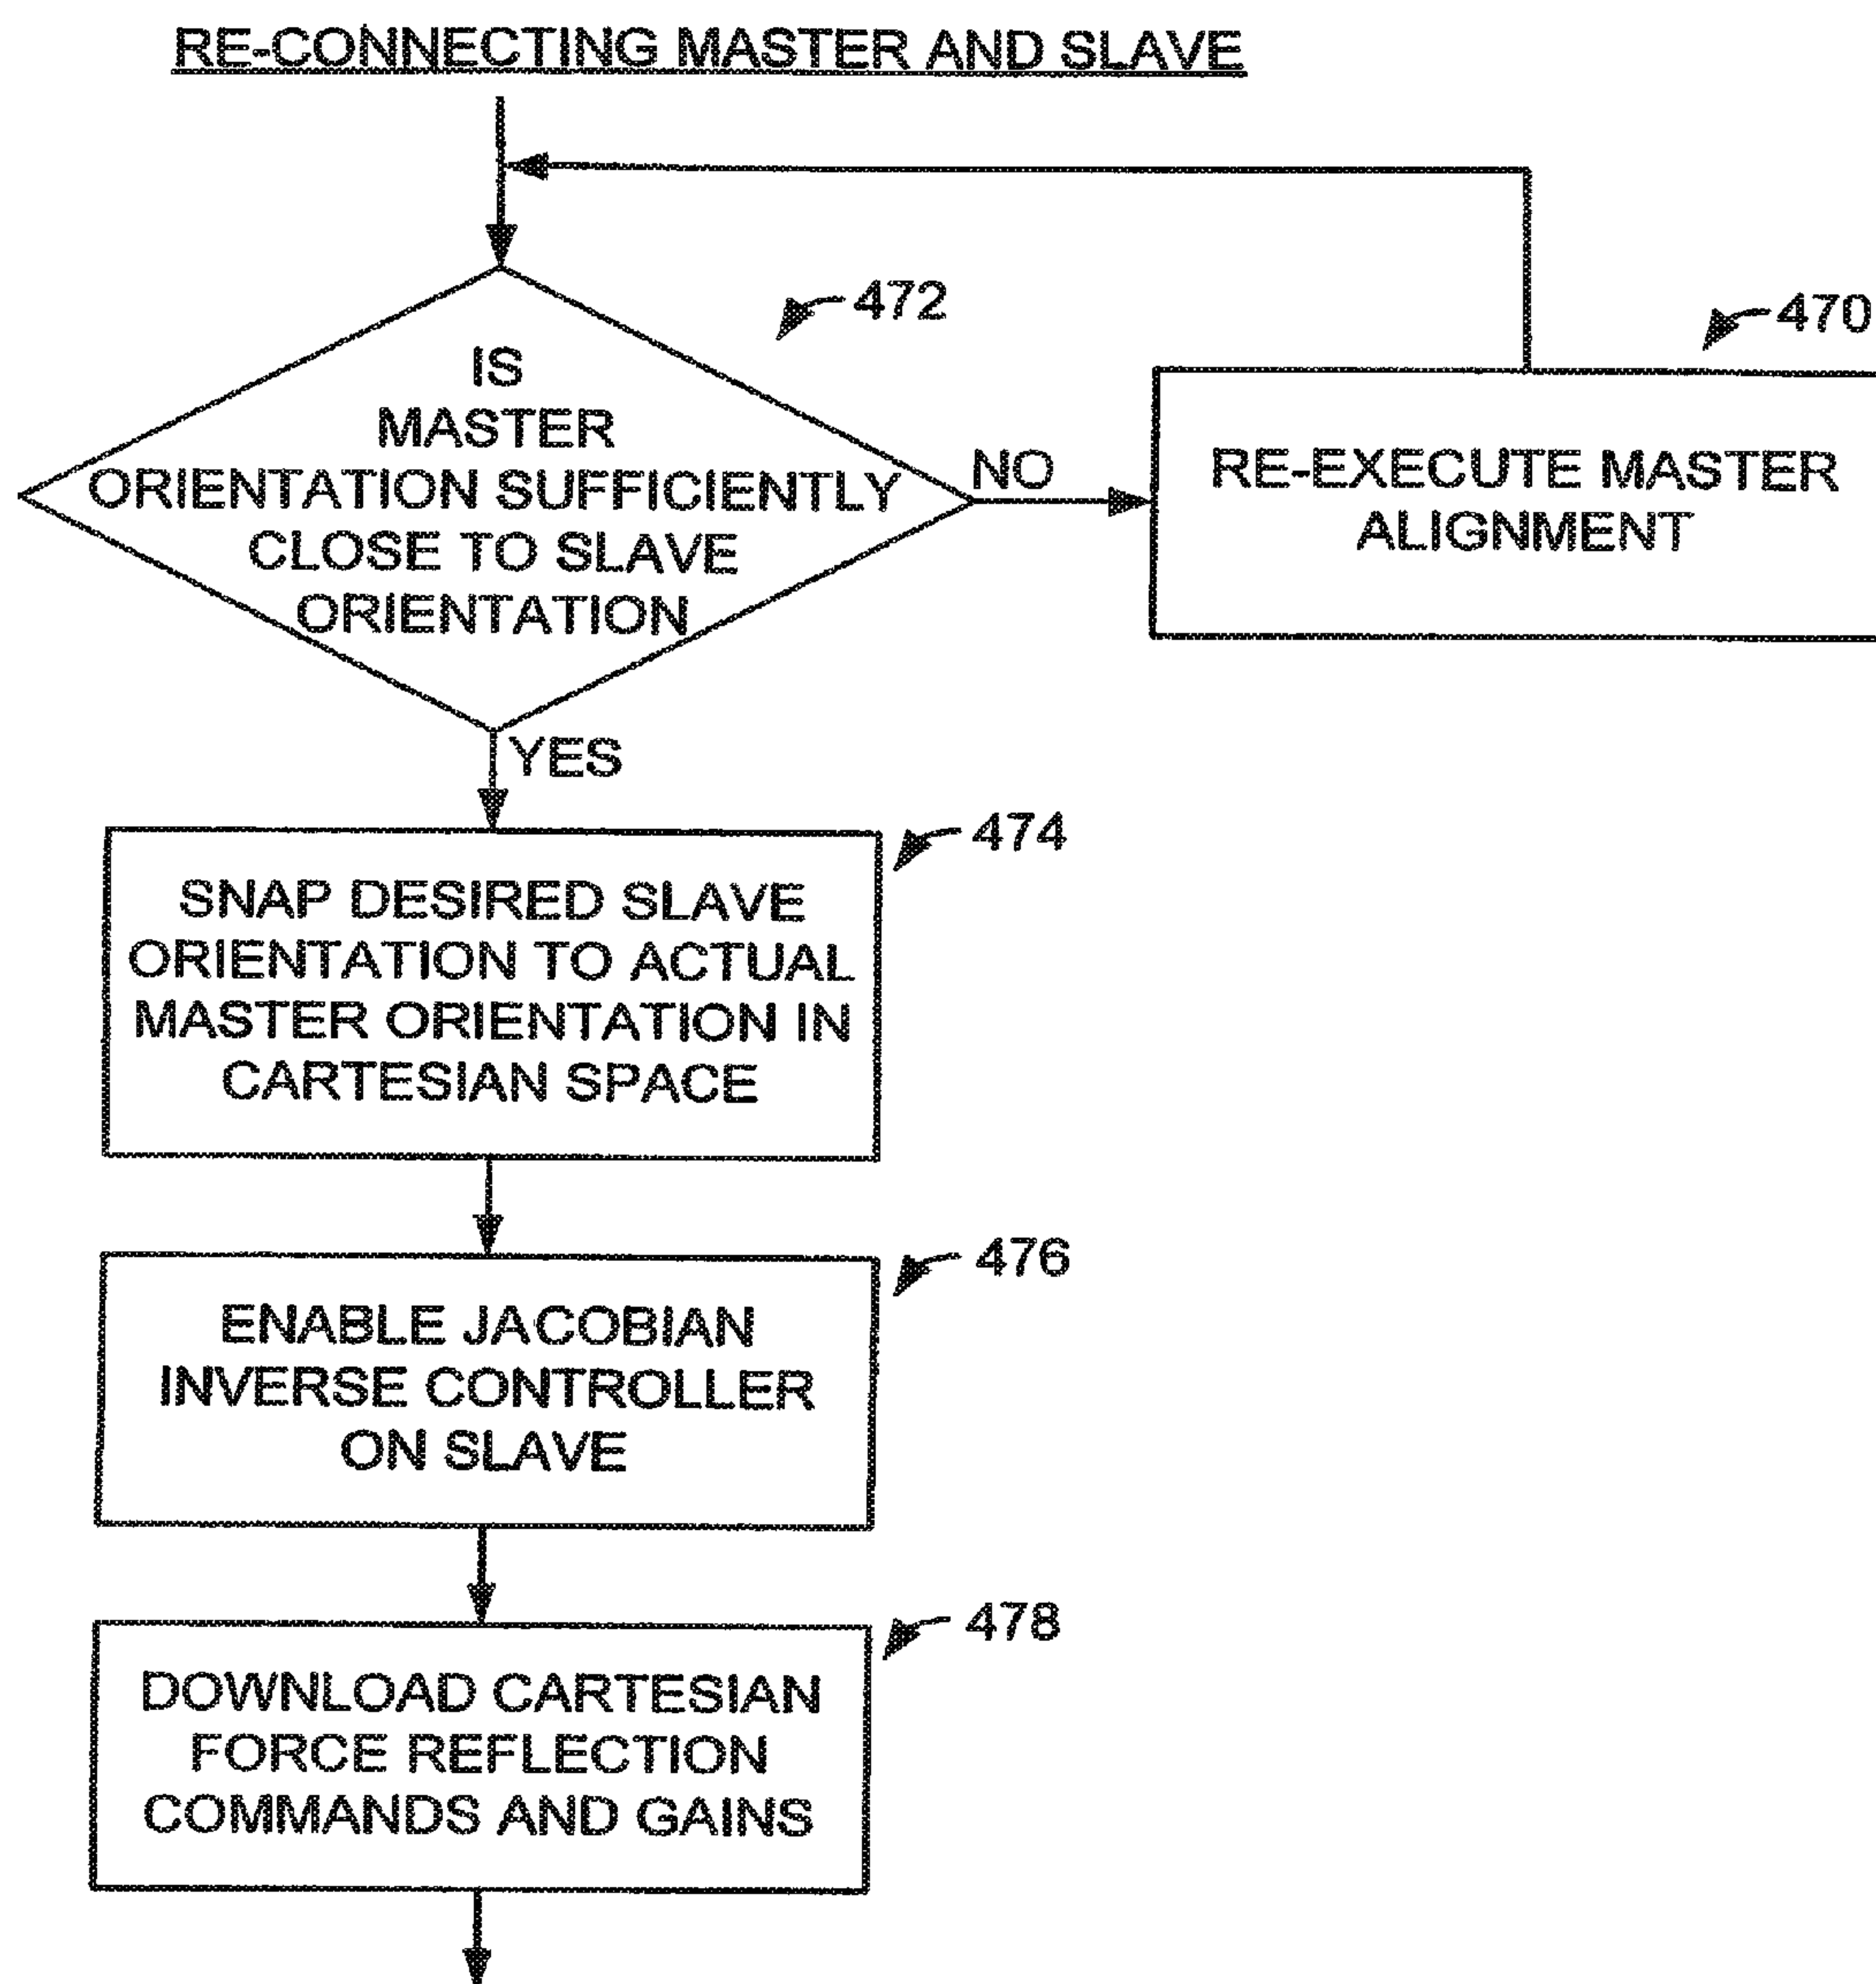 RE-CONNECTING MASTER AND SLAVE
472
IS
MASTER
ORIENTATION SUFFICIENTLY
CLOSE TO SLAVE
ORIENTATION
NO
470
RE-EXECUTE MASTER
ALIGNMENT
YES
474
SNAP DESIRED SLAVE
ORIENTATION TO ACTUAL
MASTER ORIENTATION IN
CARTESIAN SPACE
476
ENABLE JACOBIAN
INVERSE CONTROLLER
ON SLAVE
478
DOWNLOAD CARTESIAN
FORCE REFLECTION
COMMANDS AND GAINS